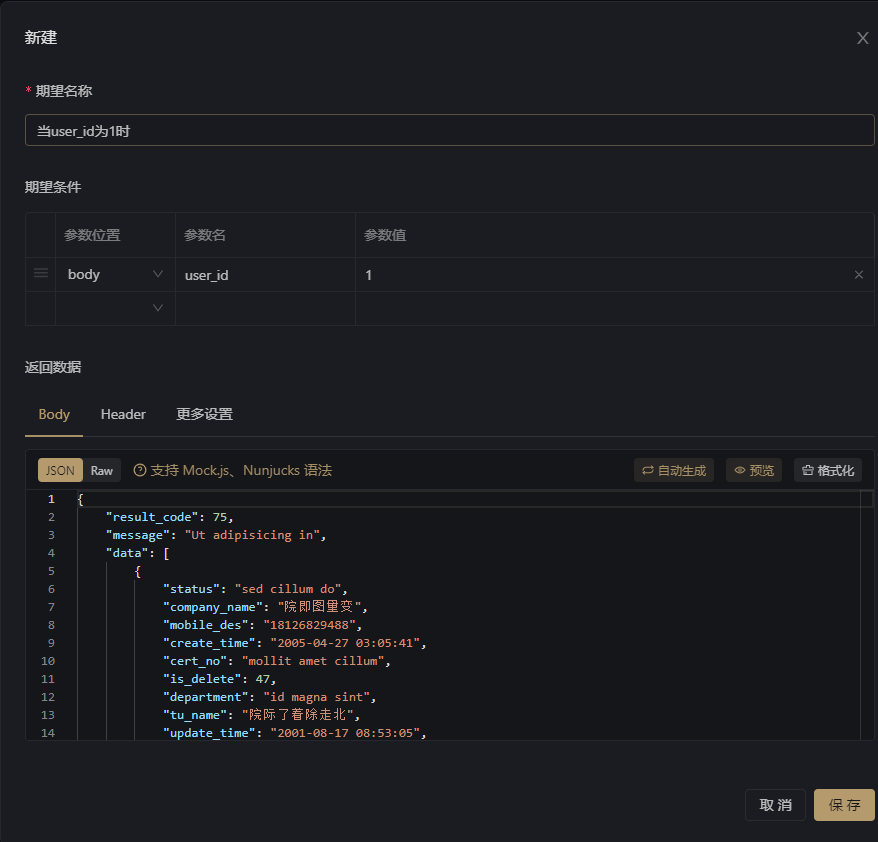 新建
* 期望名称
当user_id为1时
期望条件
参数位置 参数名 参数值
body user_id 1
返回数据
Body Header 更多设置
JSON Raw 支持 Mock.js、Nunjucks 语法 自动生成 预览 格式化
1 {
2 "result_code": 75,
3 "message": "Ut adipisicing in",
4 "data": [
5 {
6 "status": "sed cillum do",
7 "company_name": "院即图量变",
8 "mobile_des": "18126829488",
9 "create_time": "2005-04-27 03:05:41",
10 "cert_no": "mollit amet cillum",
11 "is_delete": 47,
12 "department": "id magna sint",
13 "tu_name": "院际了着除走北",
14 "update_time": "2001-08-17 08:53:05",
取 消 保 存